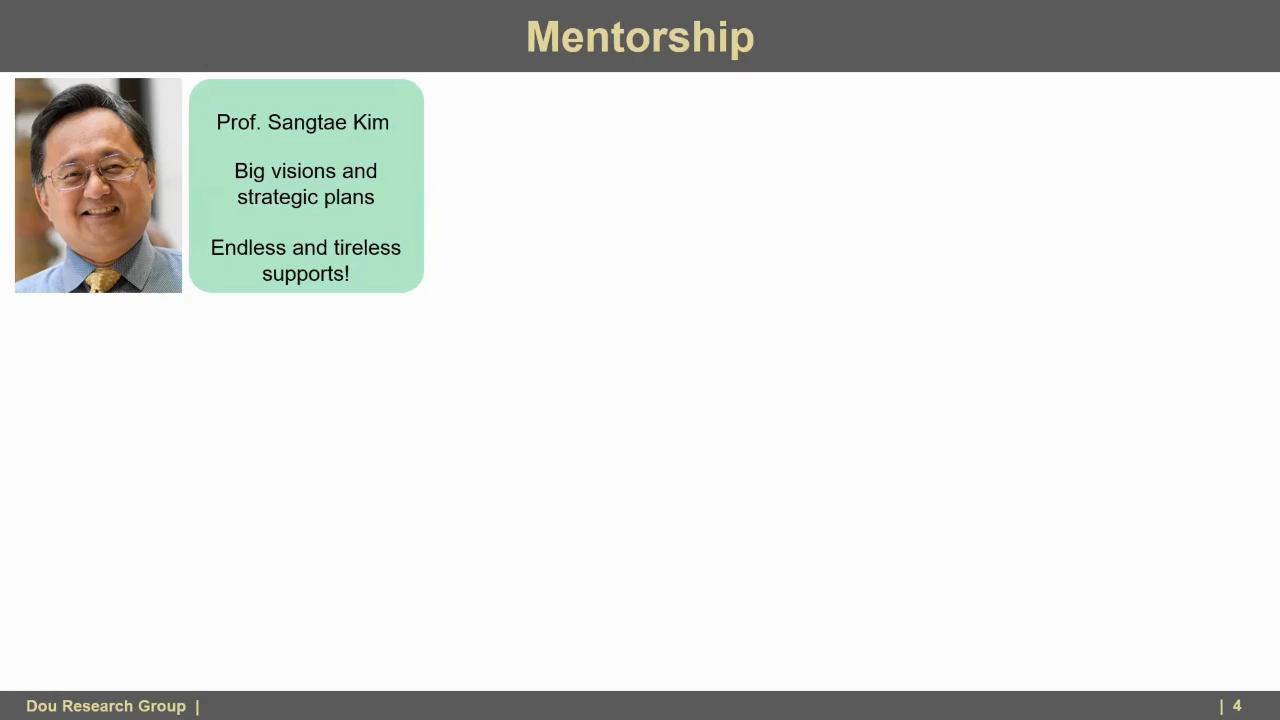 Mentorship
Prof. Sangtae Kim
Big visions and
strategic plans
Endless and tireless
supports!
Dou Research Group |
| 4